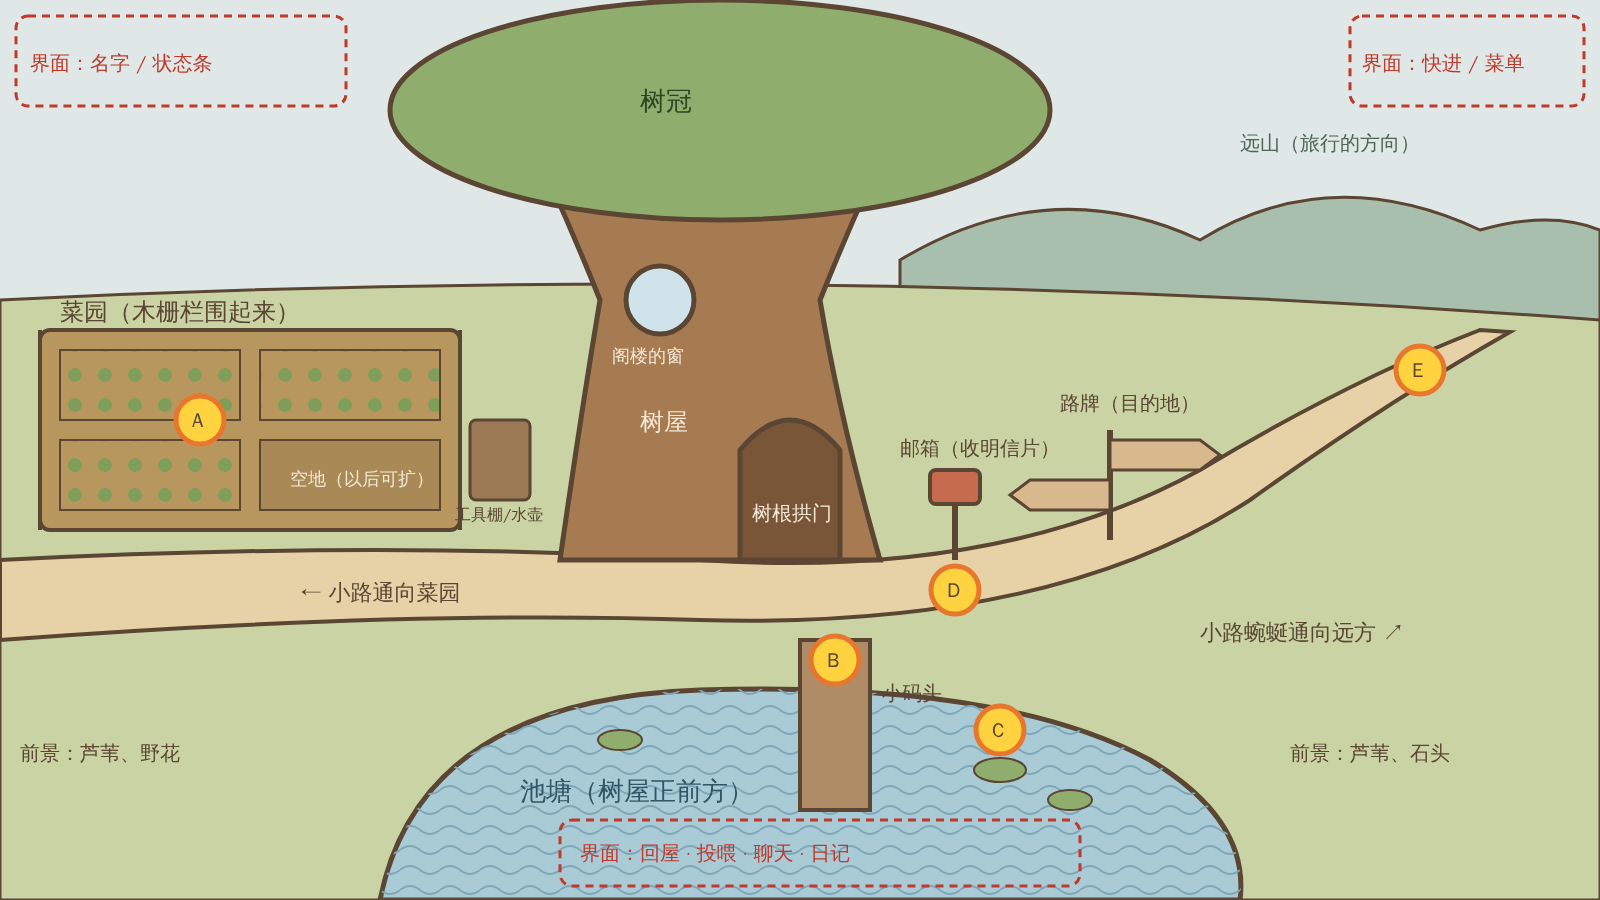 界面：名字 / 状态条
树冠
界面：快进 / 菜单
远山（旅行的方向）
菜园（木栅栏围起来）
阁楼的窗
树屋
A
空地（以后可扩）
工具棚/水壶
树根拱门
邮箱（收明信片）
路牌（目的地）
E
D
← 小路通向菜园
小路蜿蜒通向远方 ↗
B
小码头
C
前景：芦苇、野花
池塘（树屋正前方）
前景：芦苇、石头
界面：回屋 · 投喂 · 聊天 · 日记